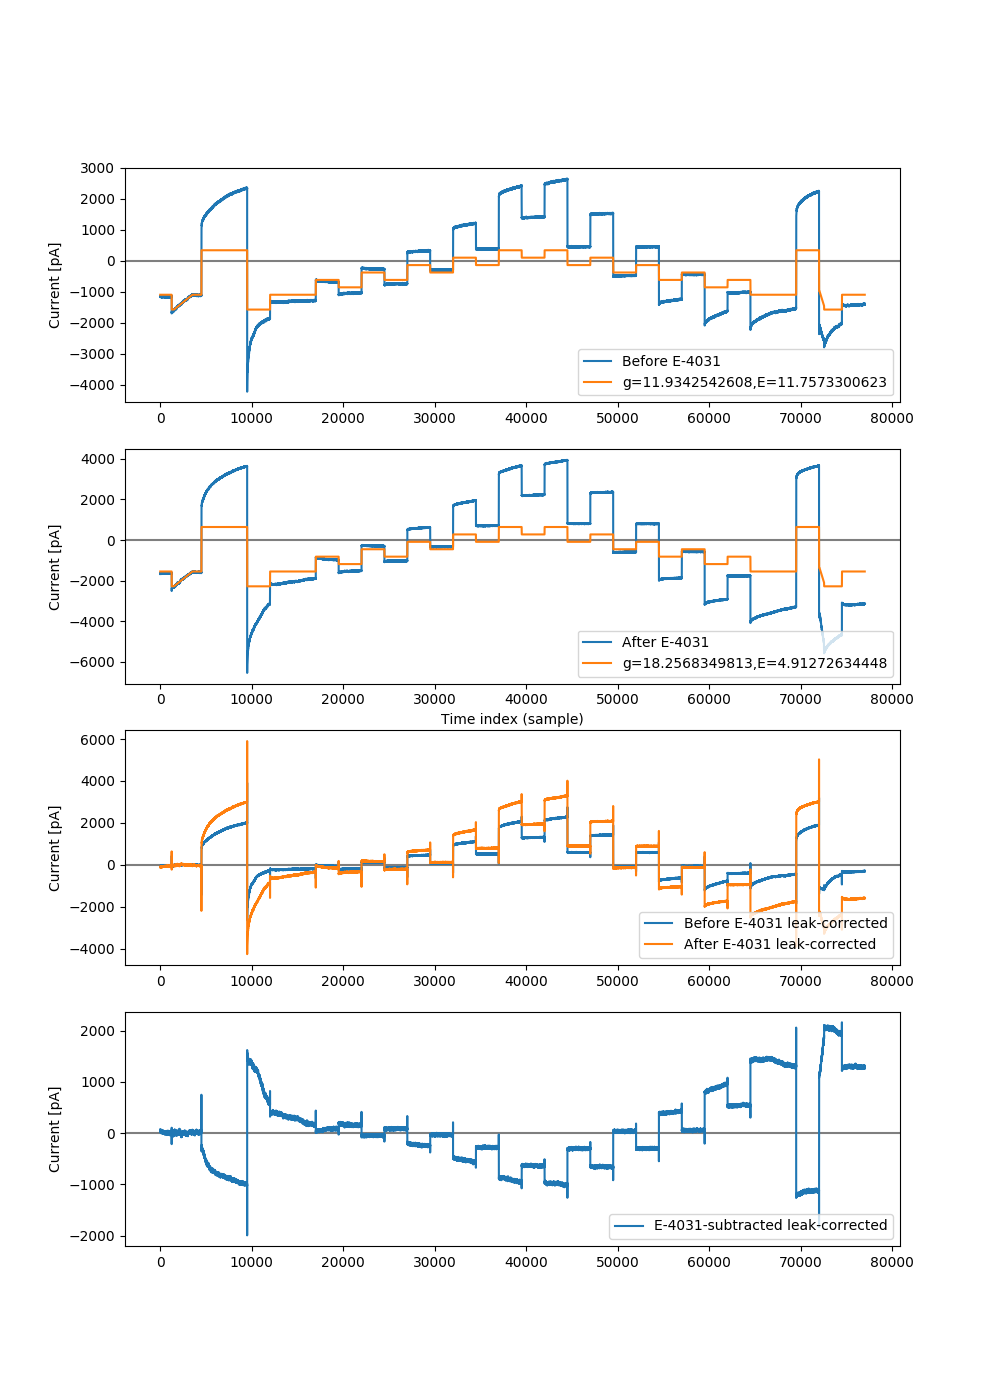 3000
2000
1000
0
−1000
−2000
−3000
−4000
Current [pA]
Before E-4031
g=11.9342542608,E=11.7573300623
0 10000 20000 30000 40000 50000 60000 70000 80000
4000
2000
0
−2000
−4000
−6000
Current [pA]
After E-4031
g=18.2568349813,E=4.91272634448
0 10000 20000 30000 40000 50000 60000 70000 80000
Time index (sample)
6000
4000
2000
0
−2000
−4000
Current [pA]
Before E-4031 leak-corrected
After E-4031 leak-corrected
0 10000 20000 30000 40000 50000 60000 70000 80000
2000
1000
0
−1000
−2000
Current [pA]
E-4031-subtracted leak-corrected
0 10000 20000 30000 40000 50000 60000 70000 80000